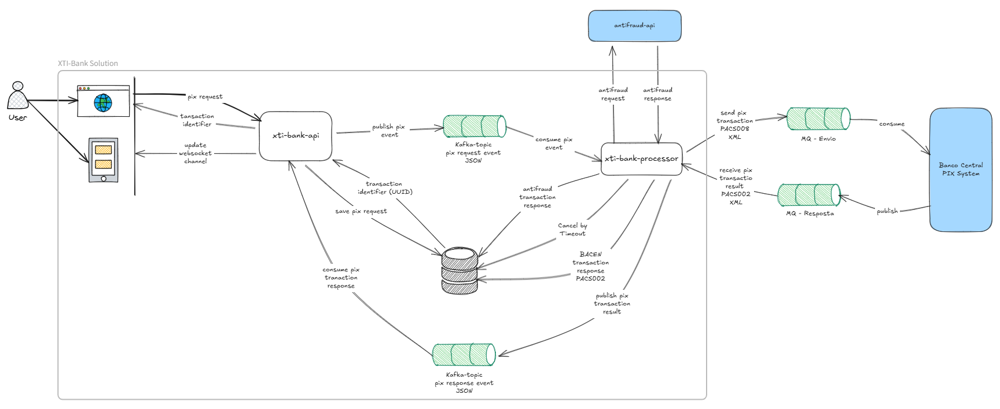 antifraud-api
XTI-Bank Solution
User
pix request
tansaction
identifier
update
websocket
channel
xti-bank-api
publish pix
event
Kafka-topic
pix request event
JSON
consume pix
event
antifraud
request
antifraud
response
xti-bank-processor
send pix
transaction
PACS008
XML
MQ - Envio
consume
Banco Central
PIX System
receive pix
transactio
result
PACS002
XML
MQ - Resposta
publish
transaction
identifier (UUID)
save pix request
antifraud
transaction
response
Cancel by
Timeout
BACEN
transaction
response
PACS002
consume pix
tranaction
response
publish pix
transaction
result
Kafka-topic
pix response event
JSON